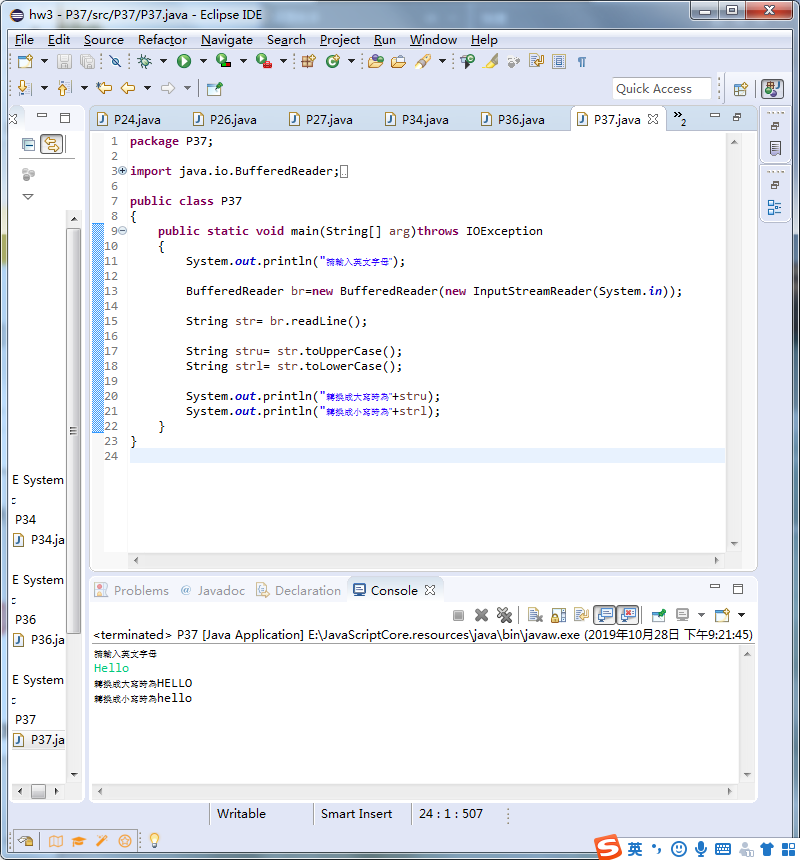 hw3 - P37/src/P37/P37.java - Eclipse IDE
File Edit Source Refactor Navigate Search Project Run Window Help
Quick Access
P24.java P26.java P27.java P34.java P36.java P37.java »2
1 package P37;
2
3 import java.io.BufferedReader;
6
7 public class P37
8 {
9 public static void main(String[] arg)throws IOException
10 {
11 System.out.println("請輸入英文字母");
12
13 BufferedReader br=new BufferedReader(new InputStreamReader(System.in));
14
15 String str= br.readLine();
16
17 String stru= str.toUpperCase();
18 String strl= str.toLowerCase();
19
20 System.out.println("轉換成大寫時為"+stru);
21 System.out.println("轉換成小寫時為"+strl);
22 }
23 }
24
E System
c
P34
P34.ja
E System
c
P36
P36.ja
E System
c
P37
P37.ja
Problems @ Javadoc Declaration Console
<terminated> P37 [Java Application] E:\JavaScriptCore.resources\java\bin\javaw.exe (2019年10月28日 下午9:21:45)
請輸入英文字母
Hello
轉換成大寫時為HELLO
轉換成小寫時為hello
Writable Smart Insert 24 : 1 : 507
S 英